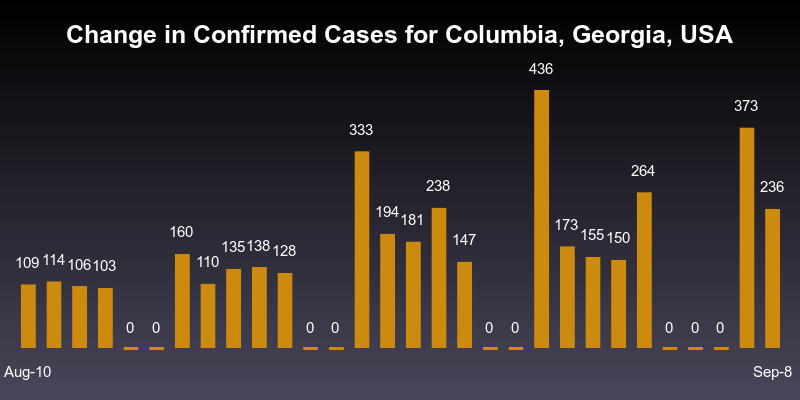 Change in Confirmed Cases for Columbia, Georgia, USA
109 114 106 103 0 0 160 110 135 138 128 0 0 333 194 181 238 147 0 0 436 173 155 150 264 0 0 0 373 236
Aug-10 Sep-8